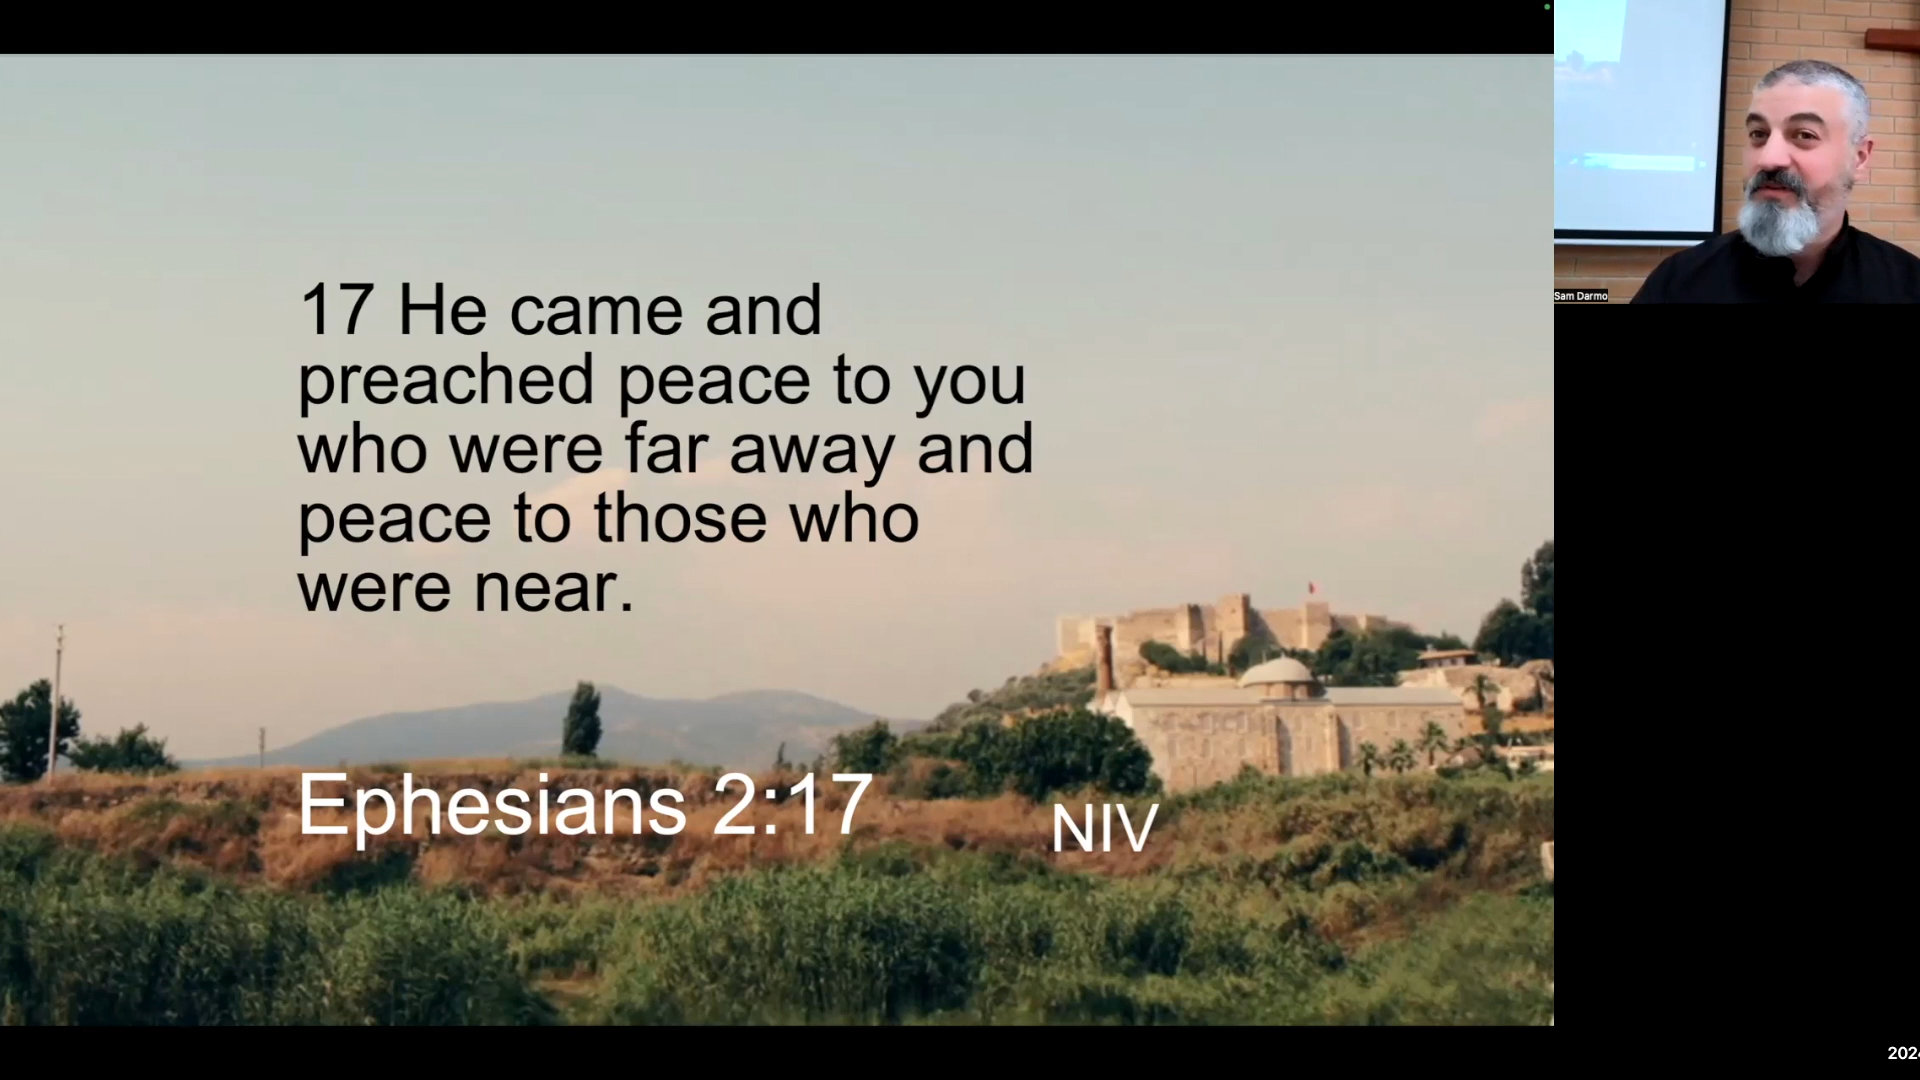 17 He came and
preached peace to you
who were far away and
peace to those who
were near.
Ephesians 2:17
NIV
Sam Darmo